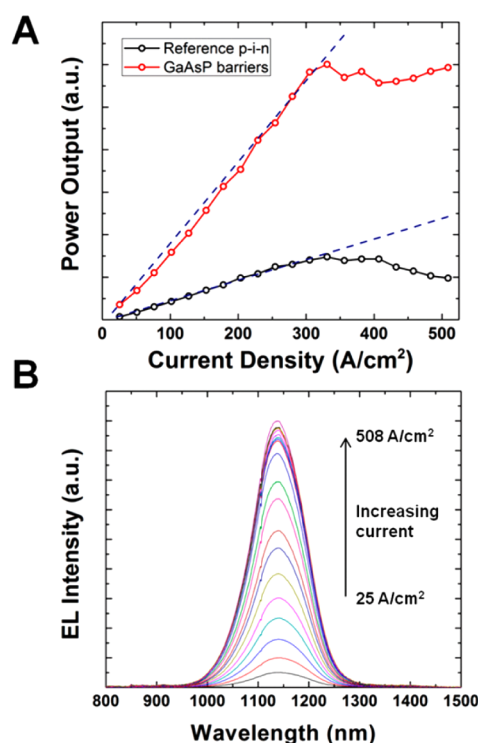 A
Reference p-i-n
GaAsP barriers
Power Output (a.u.)
0 100 200 300 400 500
Current Density (A/cm²)
B
508 A/cm²
Increasing
current
25 A/cm²
EL Intensity (a.u.)
800 900 1000 1100 1200 1300 1400 1500
Wavelength (nm)